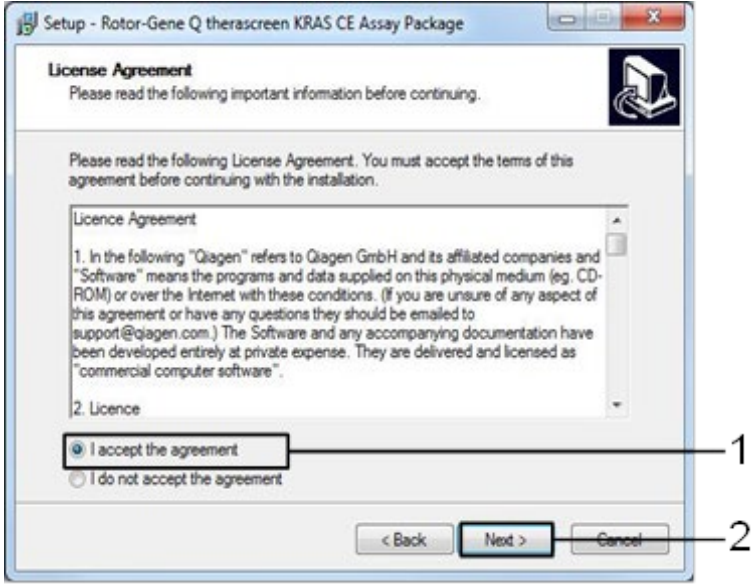 Setup - Rotor-Gene Q therascreen KRAS CE Assay Package
License Agreement
Please read the following important information before continuing.
Please read the following License Agreement. You must accept the terms of this
agreement before continuing with the installation.
Licence Agreement
1. In the following "Qiagen" refers to Qiagen GmbH and its affiliated companies and
"Software" means the programs and data supplied on this physical medium (eg. CD-
ROM) or over the Internet with these conditions. (If you are unsure of any aspect of
this agreement or have any questions they should be emailed to
support@qiagen.com.) The Software and any accompanying documentation have
been developed entirely at private expense. They are delivered and licensed as
"commercial computer software".
2. Licence
I accept the agreement
1
I do not accept the agreement
< Back
Next >
Cancel
2